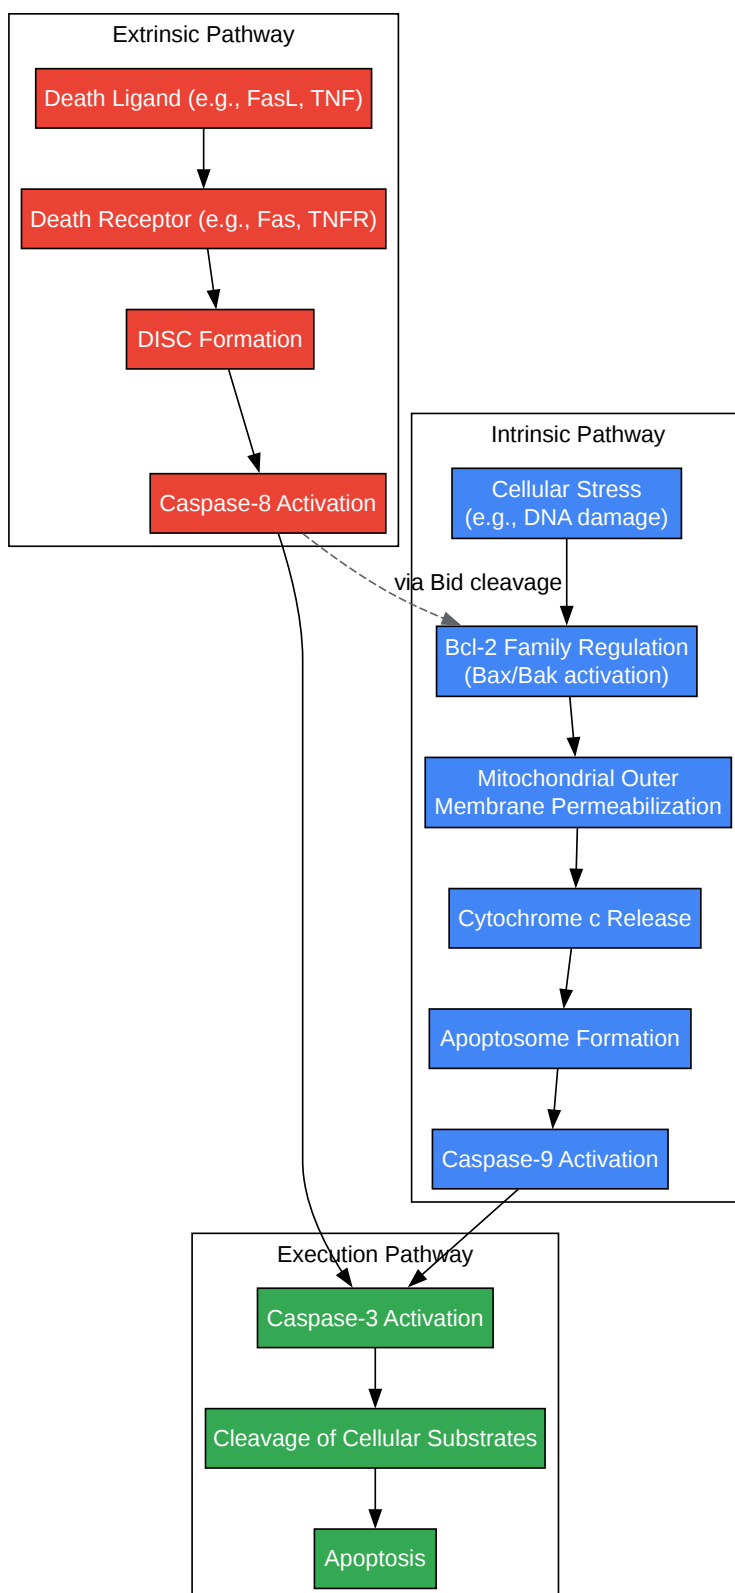 Extrinsic Pathway
Death Ligand (e.g., FasL, TNF)
Death Receptor (e.g., Fas, TNFR)
DISC Formation
Caspase-8 Activation
Intrinsic Pathway
Cellular Stress
(e.g., DNA damage)
via Bid cleavage
Bcl-2 Family Regulation
(Bax/Bak activation)
Mitochondrial Outer
Membrane Permeabilization
Cytochrome c Release
Apoptosome Formation
Caspase-9 Activation
Execution Pathway
Caspase-3 Activation
Cleavage of Cellular Substrates
Apoptosis